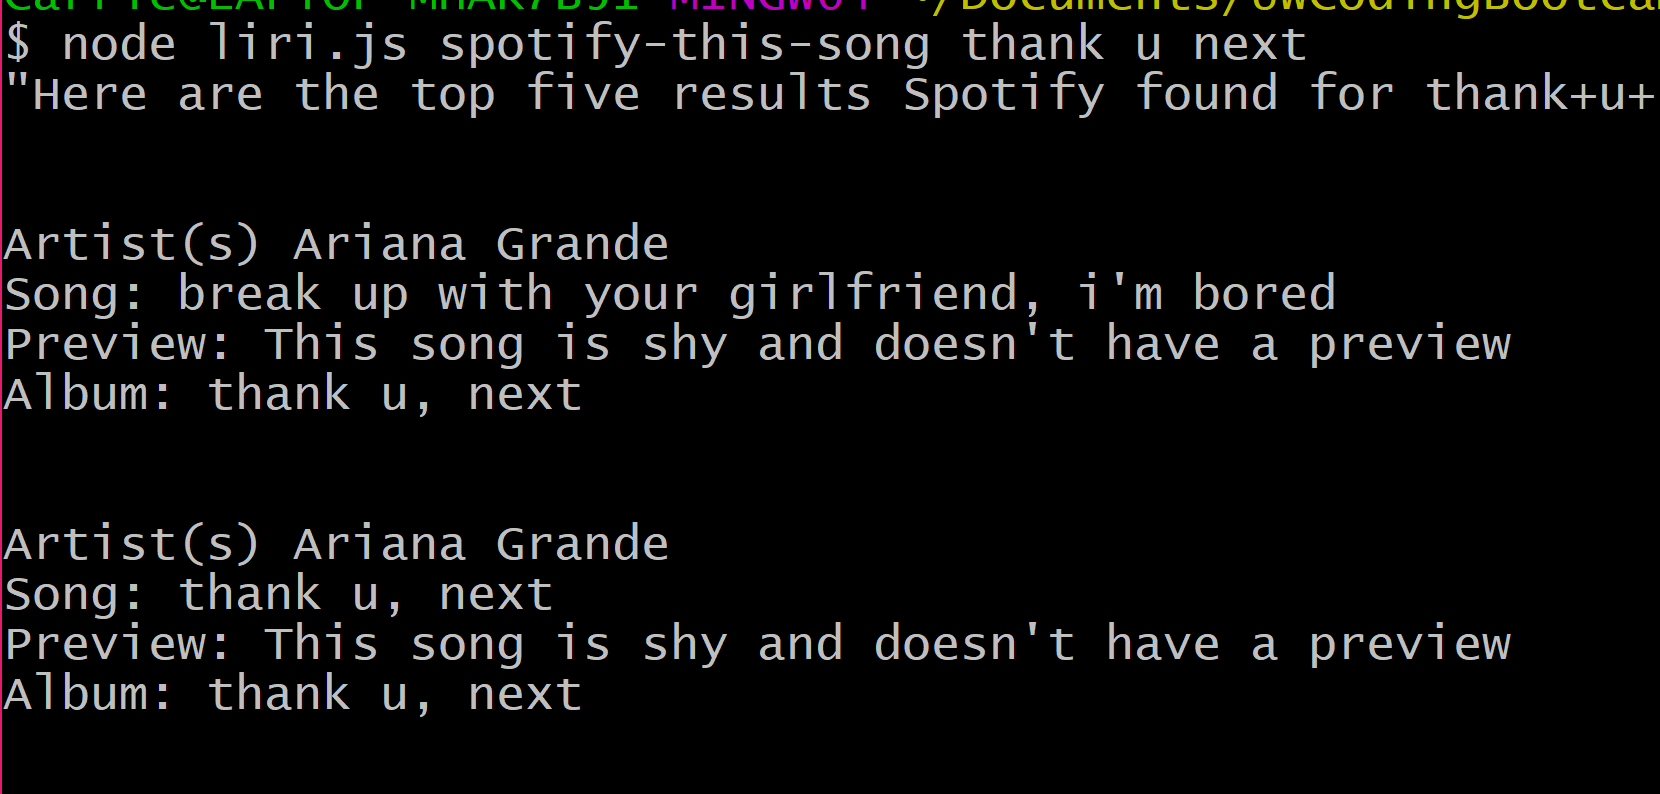 $ node liri.js spotify-this-song thank u next
"Here are the top five results Spotify found for thank+u+
Artist(s) Ariana Grande
Song: break up with your girlfriend, i'm bored
Preview: This song is shy and doesn't have a preview
Album: thank u, next
Artist(s) Ariana Grande
Song: thank u, next
Preview: This song is shy and doesn't have a preview
Album: thank u, next